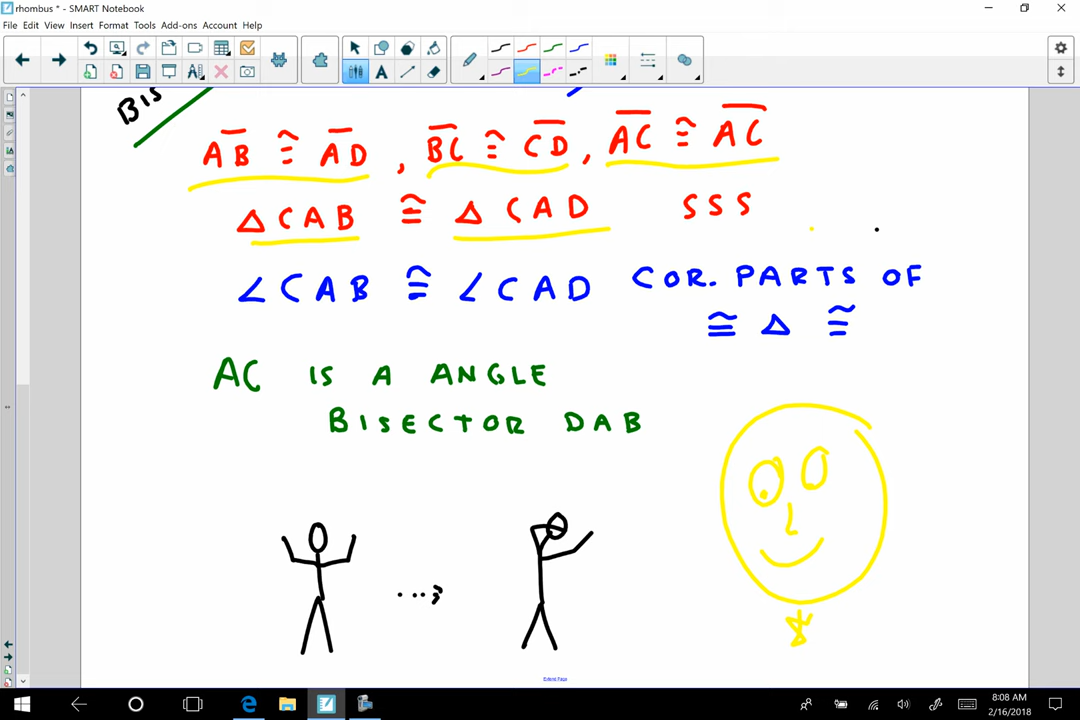 rhombus * - SMART Notebook
File Edit View Insert Format Tools Add-ons Account Help
BIS
AB ≅ AD , BC ≅ CD , AC ≅ AC
△ CAB ≅ △ CAD SSS
∠CAB ≅ ∠CAD COR. PARTS OF
≅ △ ≅
AC IS A ANGLE
BISECTOR DAB
Extend Page
8:08 AM
2/16/2018